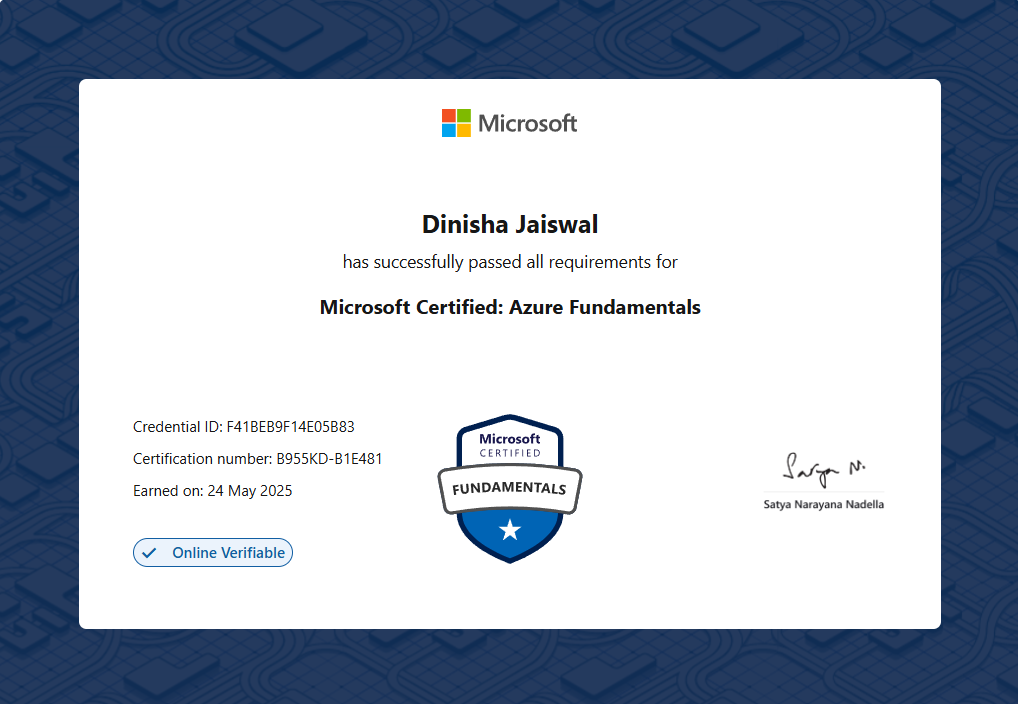 Microsoft
Dinisha Jaiswal
has successfully passed all requirements for
Microsoft Certified: Azure Fundamentals
Credential ID: F41BEB9F14E05B83
Certification number: B955KD-B1E481
Earned on: 24 May 2025
Online Verifiable
Microsoft
CERTIFIED
FUNDAMENTALS
Satya N.
Satya Narayana Nadella